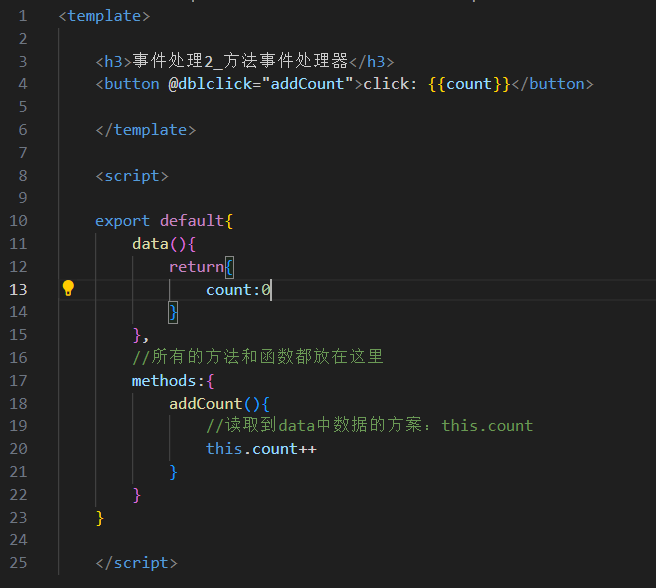 1 <template>
2
3 <h3>事件处理2_方法事件处理器</h3>
4 <button @dblclick="addCount">click: {{count}}</button>
5
6 </template>
7
8 <script>
9
10 export default{
11 data(){
12 return{
13 count:0
14 }
15 },
16 //所有的方法和函数都放在这里
17 methods:{
18 addCount(){
19 //读取到data中数据的方案：this.count
20 this.count++
21 }
22 }
23 }
24
25 </script>